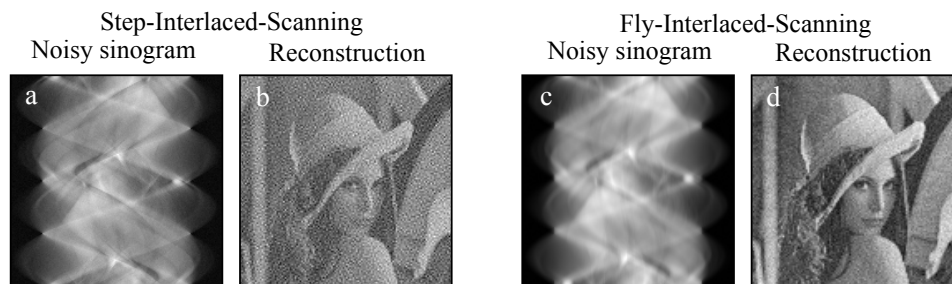 Step-Interlaced-Scanning
Noisy sinogram
Reconstruction
a
b
Fly-Interlaced-Scanning
Noisy sinogram
Reconstruction
c
d